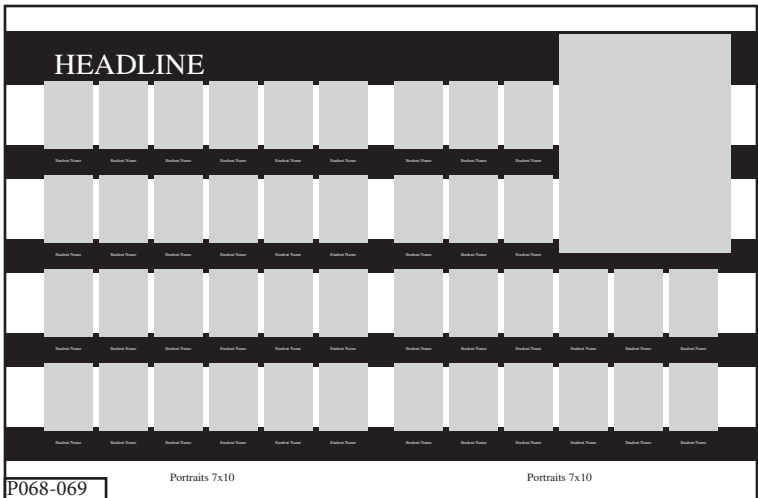 HEADLINE
Student Name Student Name Student Name Student Name Student Name Student Name Student Name Student Name Student Name
Student Name Student Name Student Name Student Name Student Name Student Name Student Name Student Name Student Name
Student Name Student Name Student Name Student Name Student Name Student Name Student Name Student Name Student Name Student Name Student Name Student Name
Student Name Student Name Student Name Student Name Student Name Student Name Student Name Student Name Student Name Student Name Student Name Student Name
Portraits 7x10 Portraits 7x10
P068-069